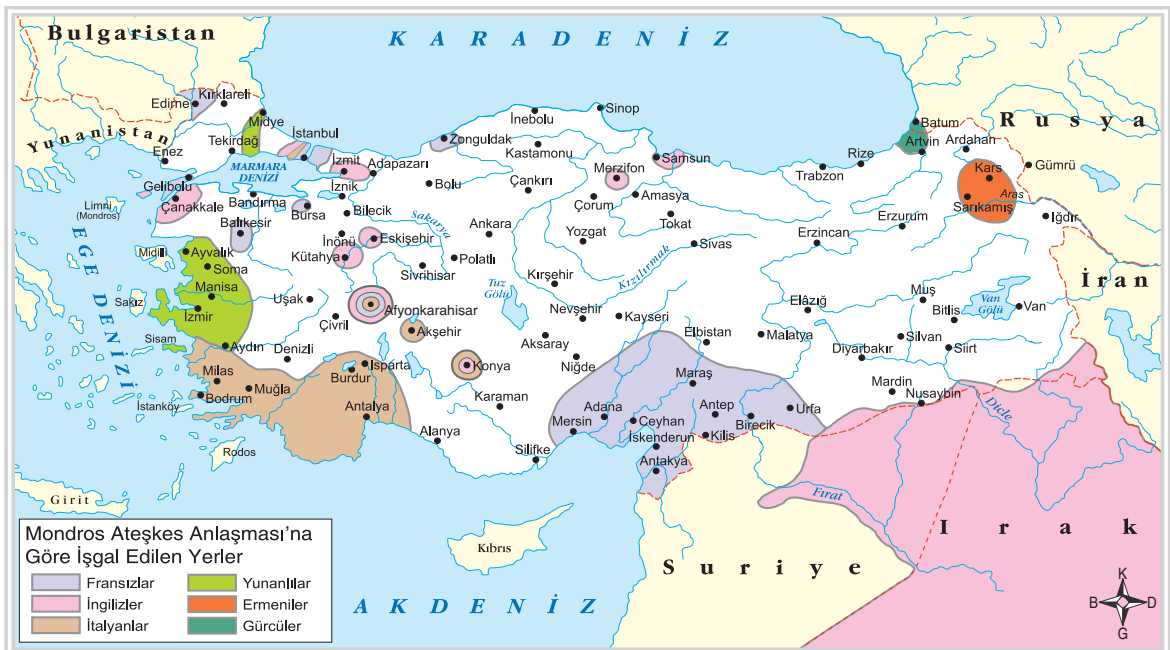 Bulgaristan
K A R A D E N İ Z
Kırklareli
Edirne
Sinop
İnebolu
Midye
Batum
Rusya
Yunanistan
İstanbul
Zonguldak
Kastamonu
Tekirdağ
Artvin
Ardahan
Enez
MARMARA
DENİZİ
İzmit
Adapazarı
Merzifon
Samsun
Rize
Trabzon
Gümrü
Gelibolu
İznik
Bolu
Çankırı
Kars
Limni
(Mondros)
Çanakkale
Bandırma
Bursa
Bilecik
Çorum
Amasya
Aras
Sarıkamış
Iğdır
Balıkesir
Sakarya
Ankara
Tokat
Erzurum
İnönü
Eskişehir
Yozgat
Sivas
Erzincan
Midilli
Ayvalık
Kütahya
Polatlı
Soma
Sivrihisar
Kırşehir
Kızılırmak
İran
EGE DENİZİ
Manisa
Uşak
Tuz
Gölü
Elâzığ
Muş
Van
Gölü
Van
Sakız
İzmir
Afyonkarahisar
Nevşehir
Kayseri
Bitlis
Çivril
Akşehir
Elbistan
Malatya
Silvan
Sisam
Aydın
Denizli
Aksaray
Diyarbakır
Siirt
Isparta
Konya
Niğde
Milas
Burdur
Maraş
Mardin
Muğla
Bodrum
Karaman
Nusaybin
İstanköy
Antalya
Adana
Antep
Urfa
Dicle
Mersin
Ceyhan
Birecik
Alanya
İskenderun
Kilis
Rodos
Silifke
Antakya
Girit
Fırat
Irak
Kıbrıs
Suriye
AKDENİZ
Mondros Ateşkes Anlaşması'na
Göre İşgal Edilen Yerler
Fransızlar
Yunanlılar
İngilizler
Ermeniler
İtalyanlar
Gürcüler
K
B
D
G